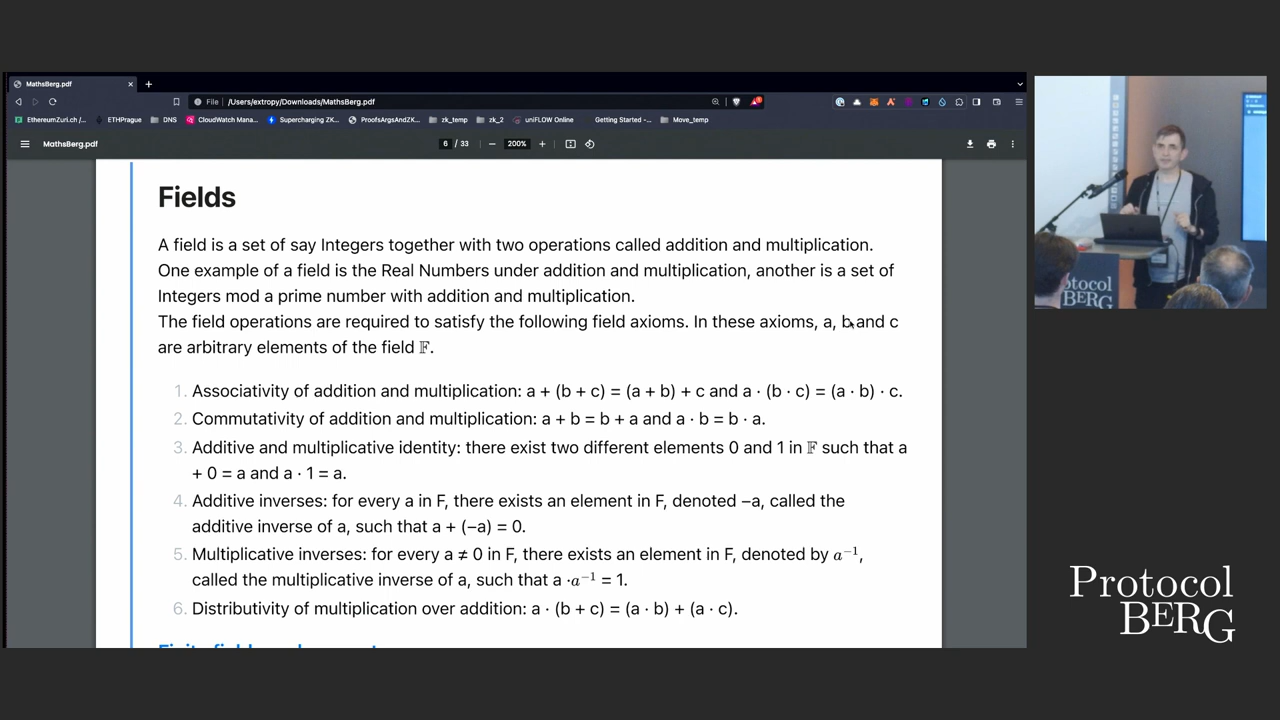 MathsBerg.pdf
File | /Users/extropy/Downloads/MathsBerg.pdf
EthereumZuri.ch /... ETHPrague DNS CloudWatch Mana... Supercharging ZK... ProofsArgsAndZK... zk_temp zk_2 uniFLOW Online Getting Started -... Move_temp
MathsBerg.pdf 6 / 33 200%
Fields
A field is a set of say Integers together with two operations called addition and multiplication.
One example of a field is the Real Numbers under addition and multiplication, another is a set of
Integers mod a prime number with addition and multiplication.
The field operations are required to satisfy the following field axioms. In these axioms, a, b and c
are arbitrary elements of the field 𝔽.
1. Associativity of addition and multiplication: a + (b + c) = (a + b) + c and a · (b · c) = (a · b) · c.
2. Commutativity of addition and multiplication: a + b = b + a and a · b = b · a.
3. Additive and multiplicative identity: there exist two different elements 0 and 1 in 𝔽 such that a
+ 0 = a and a · 1 = a.
4. Additive inverses: for every a in F, there exists an element in F, denoted −a, called the
additive inverse of a, such that a + (−a) = 0.
5. Multiplicative inverses: for every a ≠ 0 in F, there exists an element in F, denoted by a⁻¹,
called the multiplicative inverse of a, such that a ·a⁻¹ = 1.
6. Distributivity of multiplication over addition: a · (b + c) = (a · b) + (a · c).
rotocol
BERG
Protocol
BERG